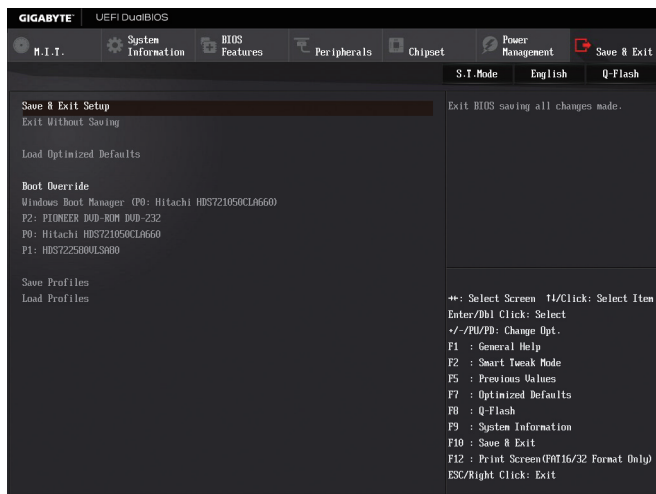 GIGABYTE™ UEFI DualBIOS
M.I.T.
System Information
BIOS Features
Peripherals
Chipset
Power Management
Save & Exit
S.T.Mode English Q-Flash
Save & Exit Setup
Exit Without Saving
Load Optimized Defaults
Boot Override
Windows Boot Manager (P0: Hitachi HDS721050CLA660)
P2: PIONEER DVD-ROM DVD-232
P0: Hitachi HDS721050CLA660
P1: HDS722580VLSA80
Save Profiles
Load Profiles
Exit BIOS saving all changes made.
→←: Select Screen ↑↓/Click: Select Item
Enter/Dbl Click: Select
+/-/PU/PD: Change Opt.
F1 : General Help
F2 : Smart Tweak Mode
F5 : Previous Values
F7 : Optimized Defaults
F8 : Q-Flash
F9 : System Information
F10 : Save & Exit
F12 : Print Screen(FAT16/32 Format Only)
ESC/Right Click: Exit